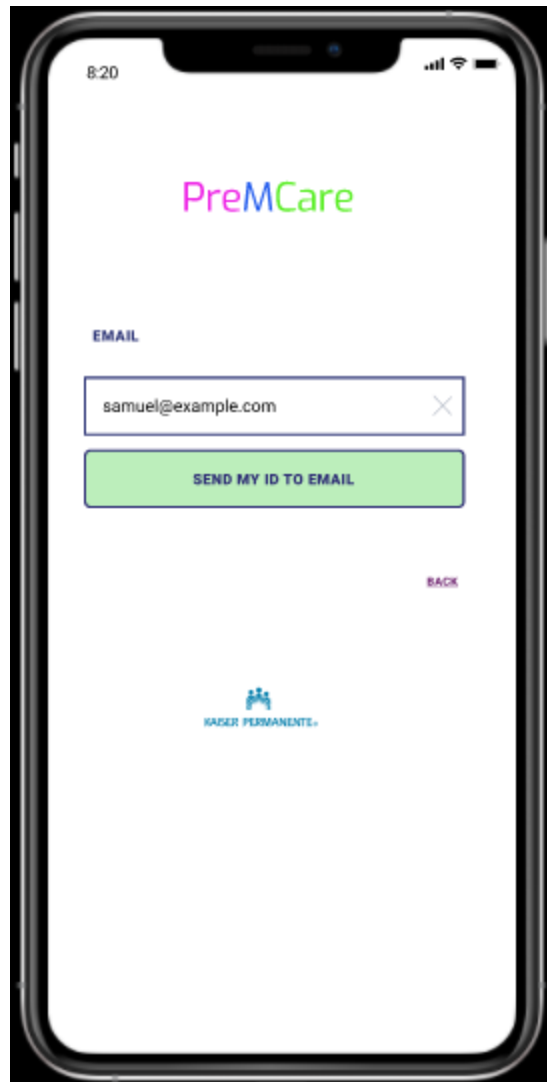 8:20
PreMCare
EMAIL
samuel@example.com
SEND MY ID TO EMAIL
BACK
KAISER PERMANENTE®